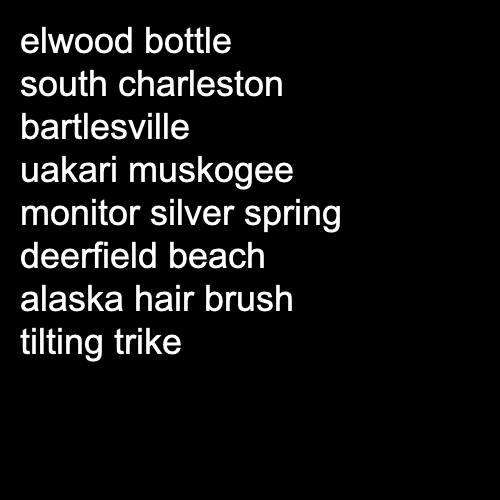 elwood bottle
south charleston
bartlesville
uakari muskogee
monitor silver spring
deerfield beach
alaska hair brush
tilting trike